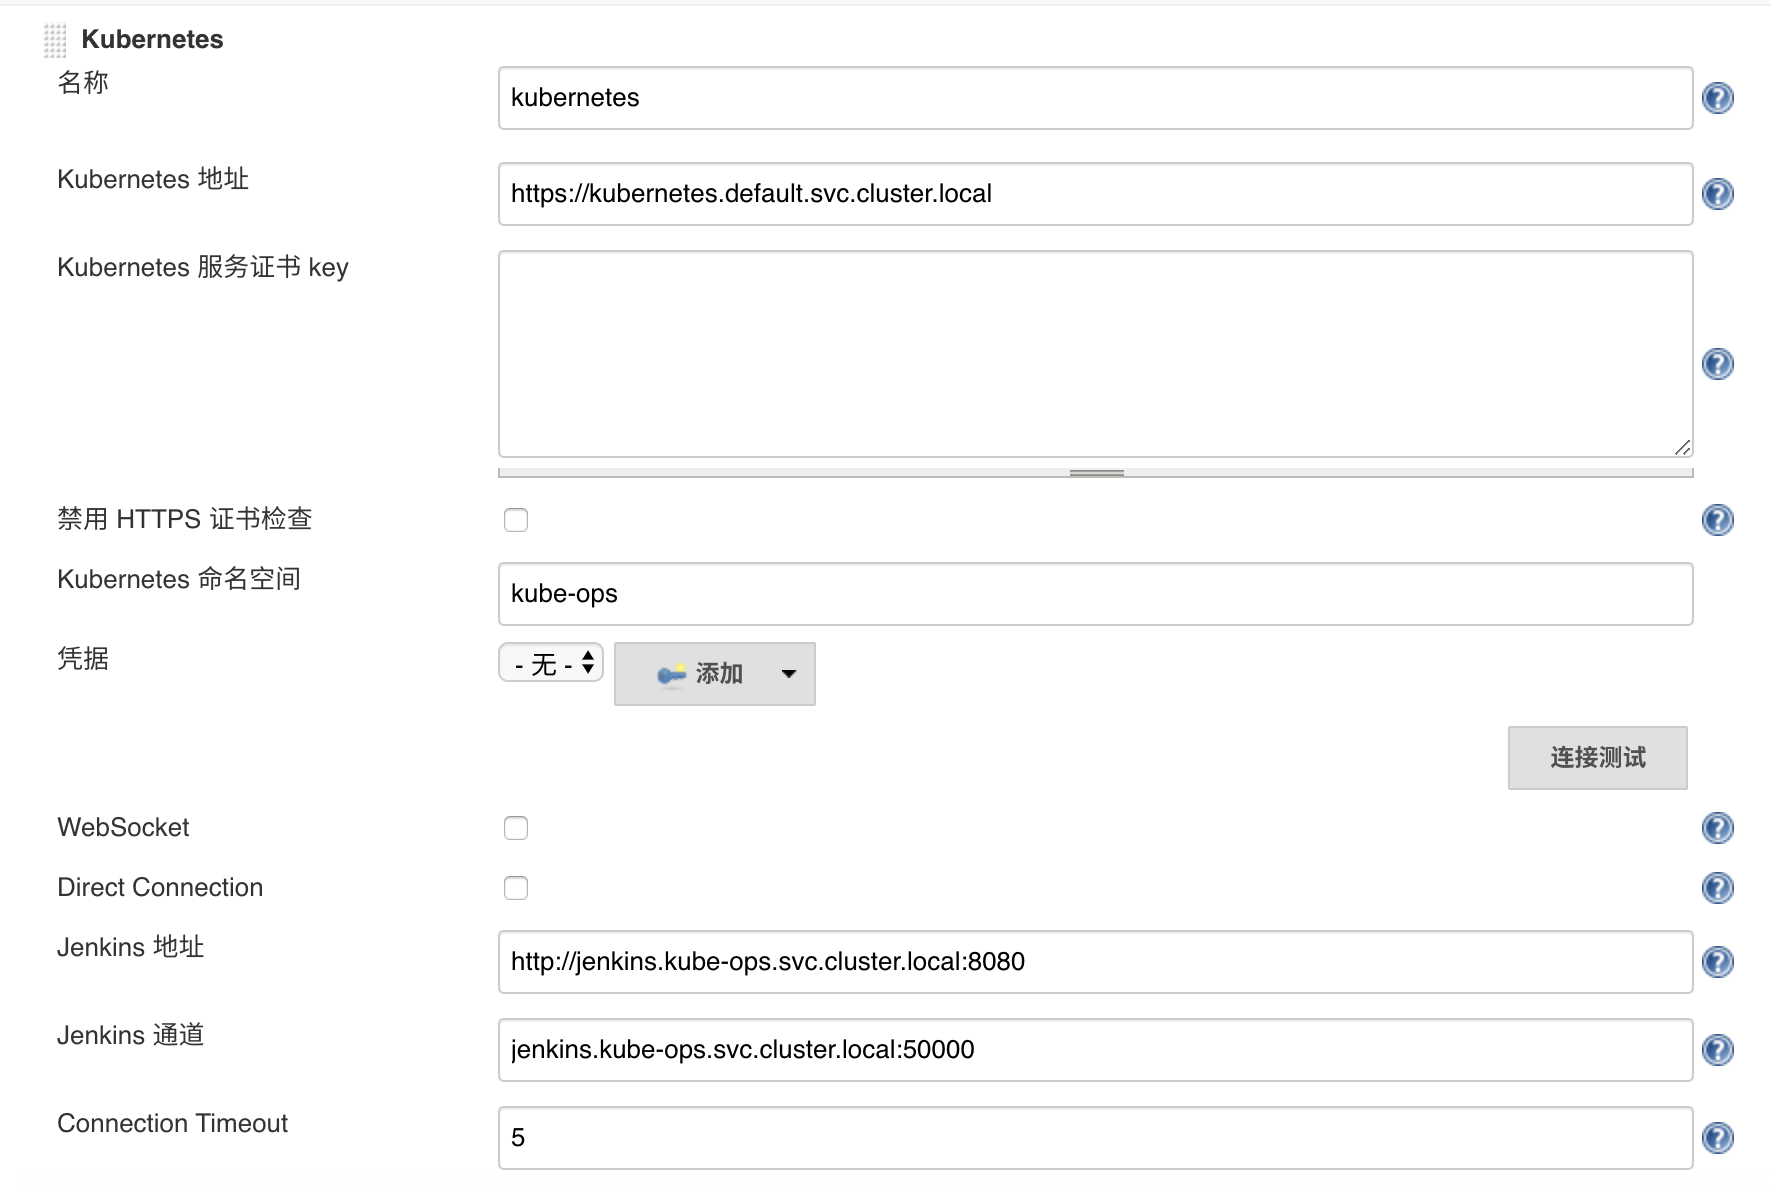 Kubernetes
名称
kubernetes
Kubernetes 地址
https://kubernetes.default.svc.cluster.local
Kubernetes 服务证书 key
禁用 HTTPS 证书检查
Kubernetes 命名空间
kube-ops
凭据
- 无 -
添加
连接测试
WebSocket
Direct Connection
Jenkins 地址
http://jenkins.kube-ops.svc.cluster.local:8080
Jenkins 通道
jenkins.kube-ops.svc.cluster.local:50000
Connection Timeout
5